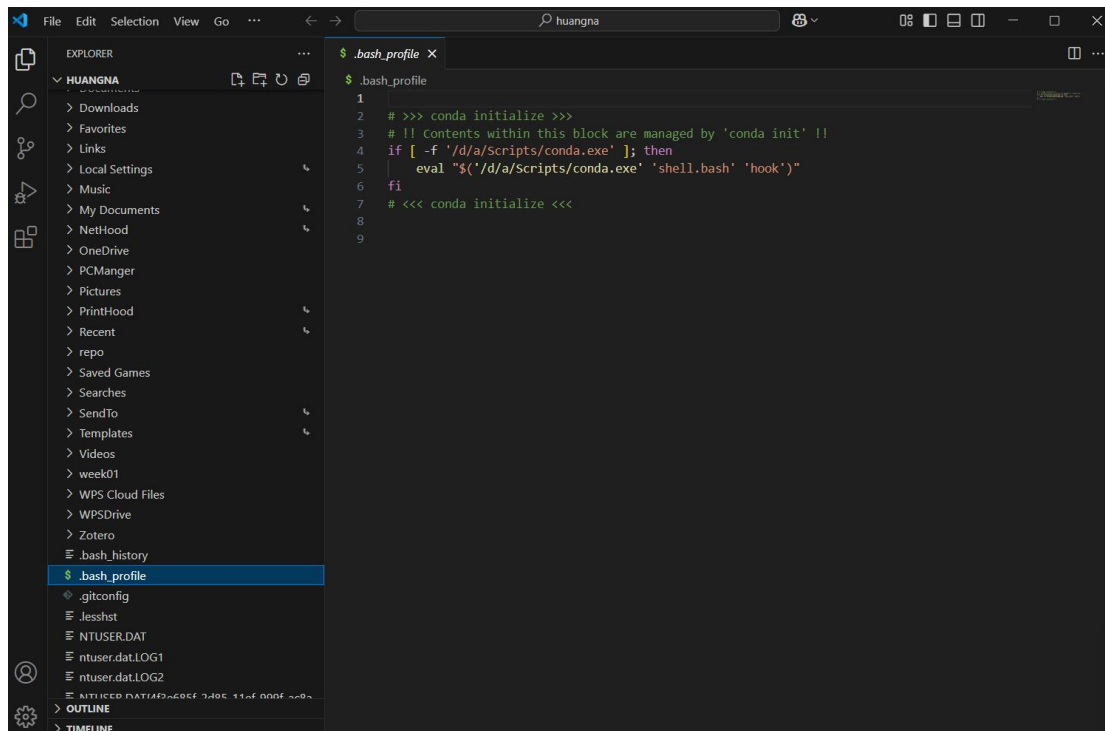 File Edit Selection View Go ··· huangna
EXPLORER ···
HUANGNA
Documents
Downloads
Favorites
Links
Local Settings
Music
My Documents
NetHood
OneDrive
PCManger
Pictures
PrintHood
Recent
repo
Saved Games
Searches
SendTo
Templates
Videos
week01
WPS Cloud Files
WPSDrive
Zotero
.bash_history
$ .bash_profile
.gitconfig
.lesshst
NTUSER.DAT
ntuser.dat.LOG1
ntuser.dat.LOG2
OUTLINE
TIMELINE
$ .bash_profile
$ .bash_profile
1
2 # >>> conda initialize >>>
3 # !! Contents within this block are managed by 'conda init' !!
4 if [ -f '/d/a/Scripts/conda.exe' ]; then
5 eval "$('/d/a/Scripts/conda.exe' 'shell.bash' 'hook')"
6 fi
7 # <<< conda initialize <<<
8
9